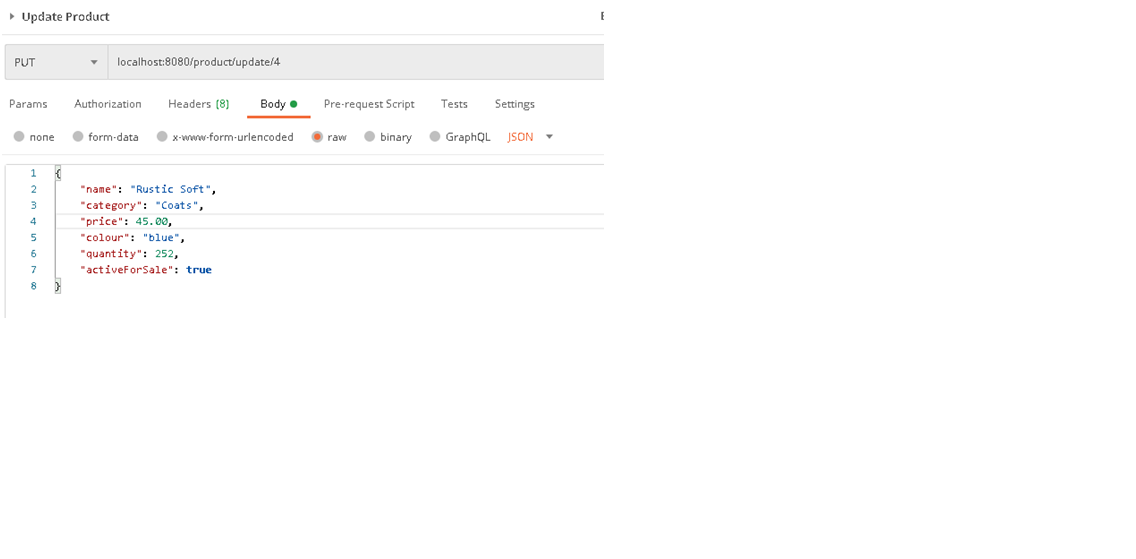 Update Product
PUT localhost:8080/product/update/4
Params Authorization Headers [8] Body Pre-request Script Tests Settings
none form-data x-www-form-urlencoded raw binary GraphQL JSON
1 {
2 "name": "Rustic Soft",
3 "category": "Coats",
4 "price": 45.00,
5 "colour": "blue",
6 "quantity": 252,
7 "activeForSale": true
8 }